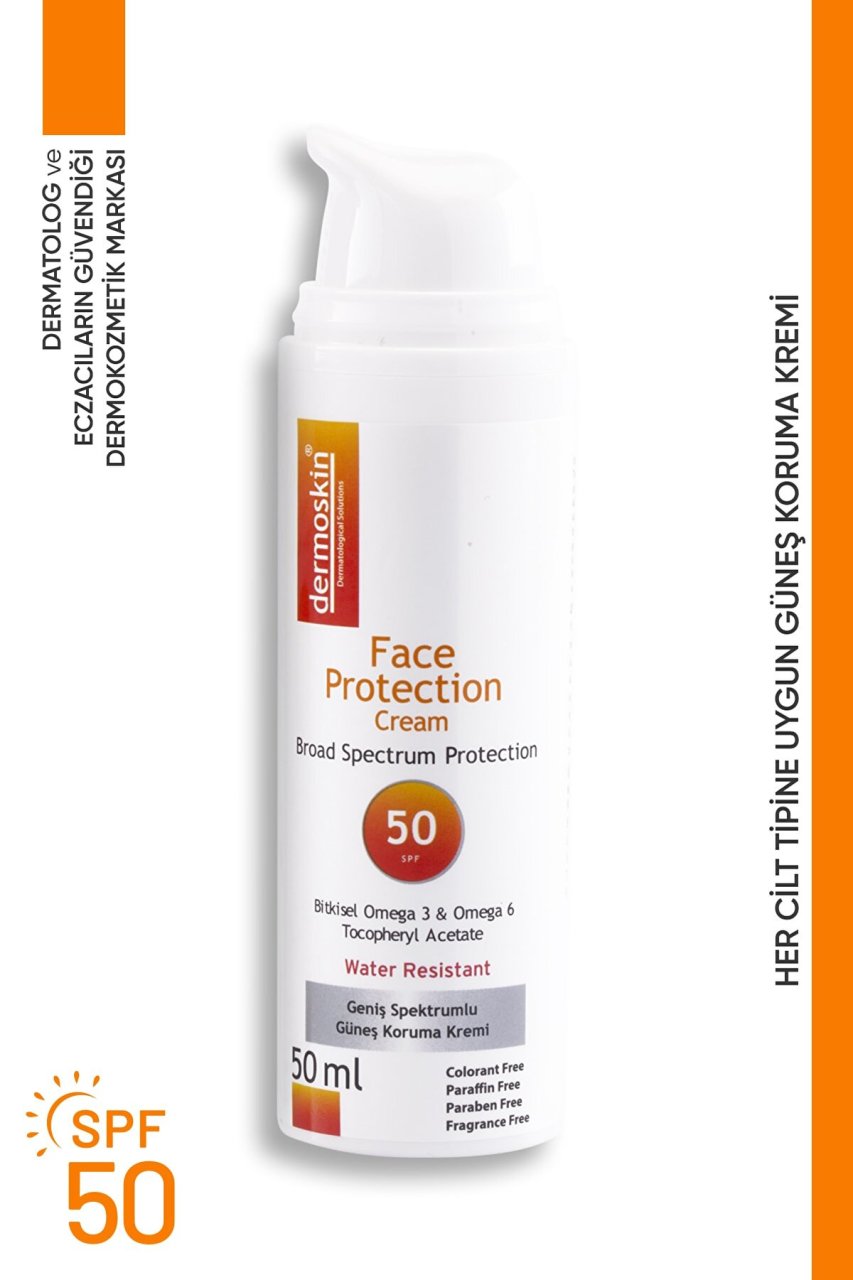 DERMATOLOG ve
ECZACILARIN GÜVENDİĞİ
DERMOKOZMETİK MARKASI
dermoskin®
Dermatological Solutions
Face
Protection
Cream
Broad Spectrum Protection
50
SPF
Bitkisel Omega 3 & Omega 6
Tocopheryl Acetate
Water Resistant
Geniş Spektrumlu
Güneş Koruma Kremi
50 ml
Colorant Free
Paraffin Free
Paraben Free
Fragrance Free
HER CİLT TİPİNE UYGUN GÜNEŞ KORUMA KREMİ
SPF
50